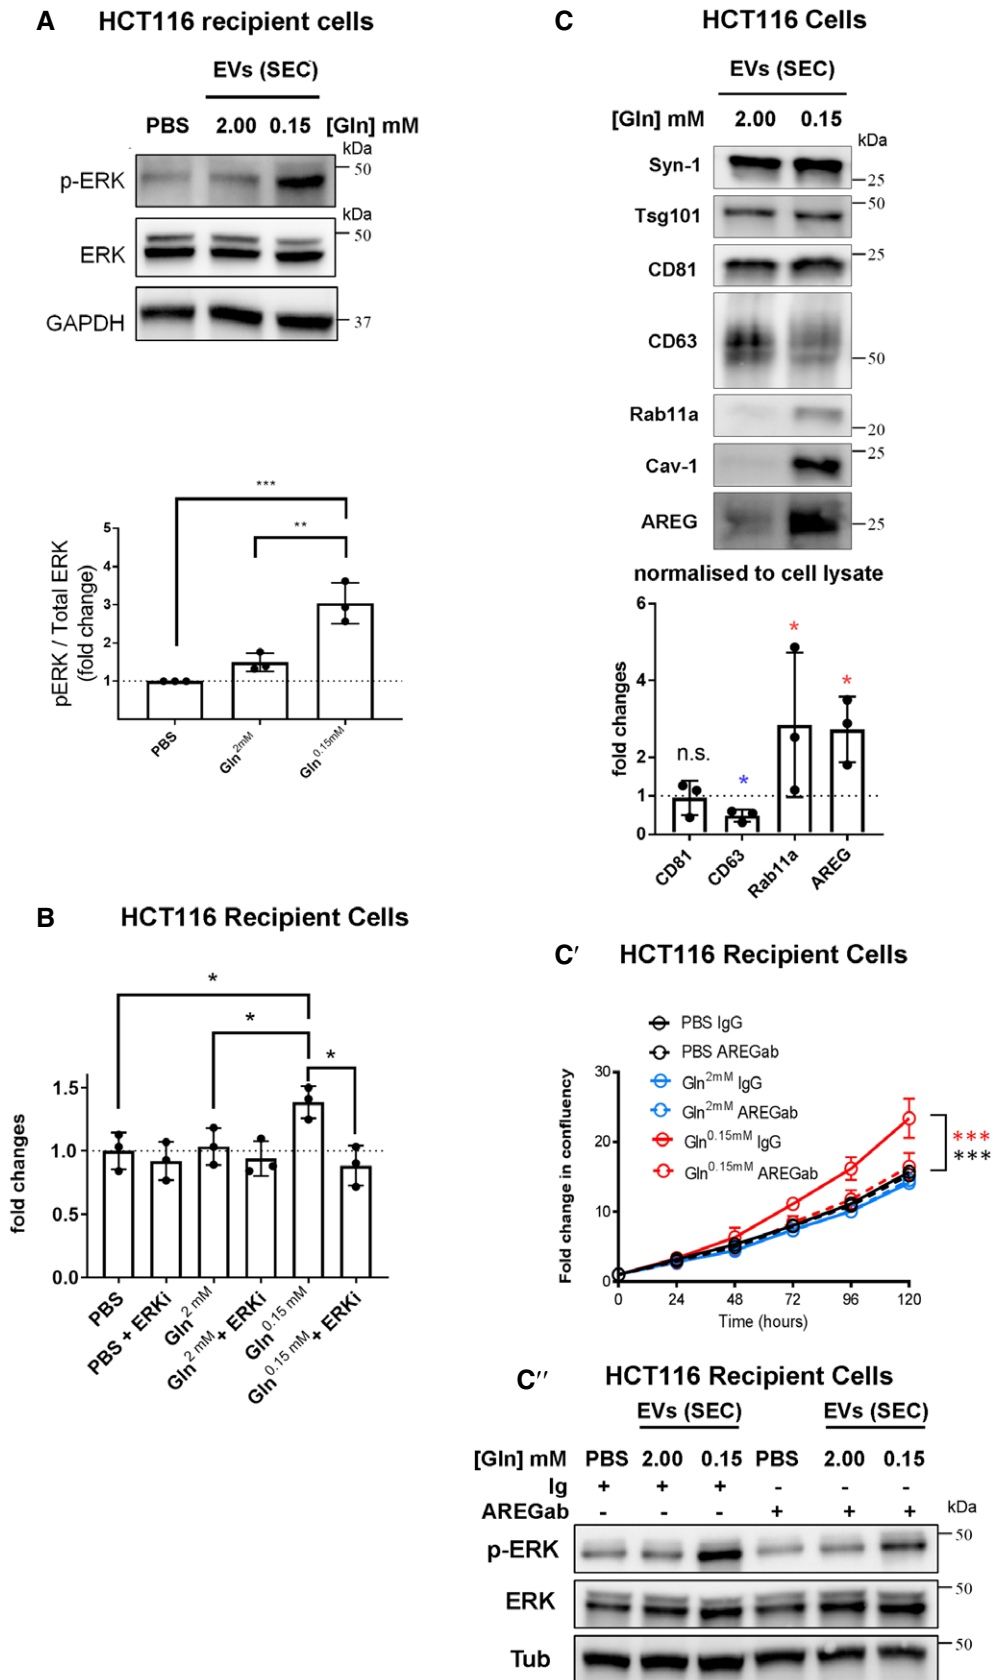 A
HCT116 recipient cells
EVs (SEC)
PBS 2.00 0.15 [Gln] mM
kDa
p-ERK 50
kDa
ERK 50
GAPDH 37
***
**
pERK / Total ERK
(fold change)
5
4
3
2
1
PBS
Gln2mM
Gln0.15mM
B
HCT116 Recipient Cells
*
*
*
fold changes
1.5
1.0
0.5
0.0
PBS
PBS + ERKi
Gln2 mM
Gln2 mM + ERKi
Gln0.15 mM
Gln0.15 mM + ERKi
C
HCT116 Cells
EVs (SEC)
[Gln] mM 2.00 0.15
kDa
Syn-1 25
Tsg101 50
CD81 25
CD63 50
Rab11a 20
Cav-1 25
AREG 25
normalised to cell lysate
fold changes
6
4
2
1
0
n.s.
*
*
*
CD81
CD63
Rab11a
AREG
C′
HCT116 Recipient Cells
PBS IgG
PBS AREGab
Gln2mM IgG
Gln2mM AREGab
Gln0.15mM IgG
Gln0.15mM AREGab
Fold change in confluency
30
20
10
0
***
***
0 24 48 72 96 120
Time (hours)
C′′
HCT116 Recipient Cells
EVs (SEC) EVs (SEC)
[Gln] mM PBS 2.00 0.15 PBS 2.00 0.15
Ig + + + - - -
AREGab - - - + + +
kDa
p-ERK 50
ERK 50
Tub 50